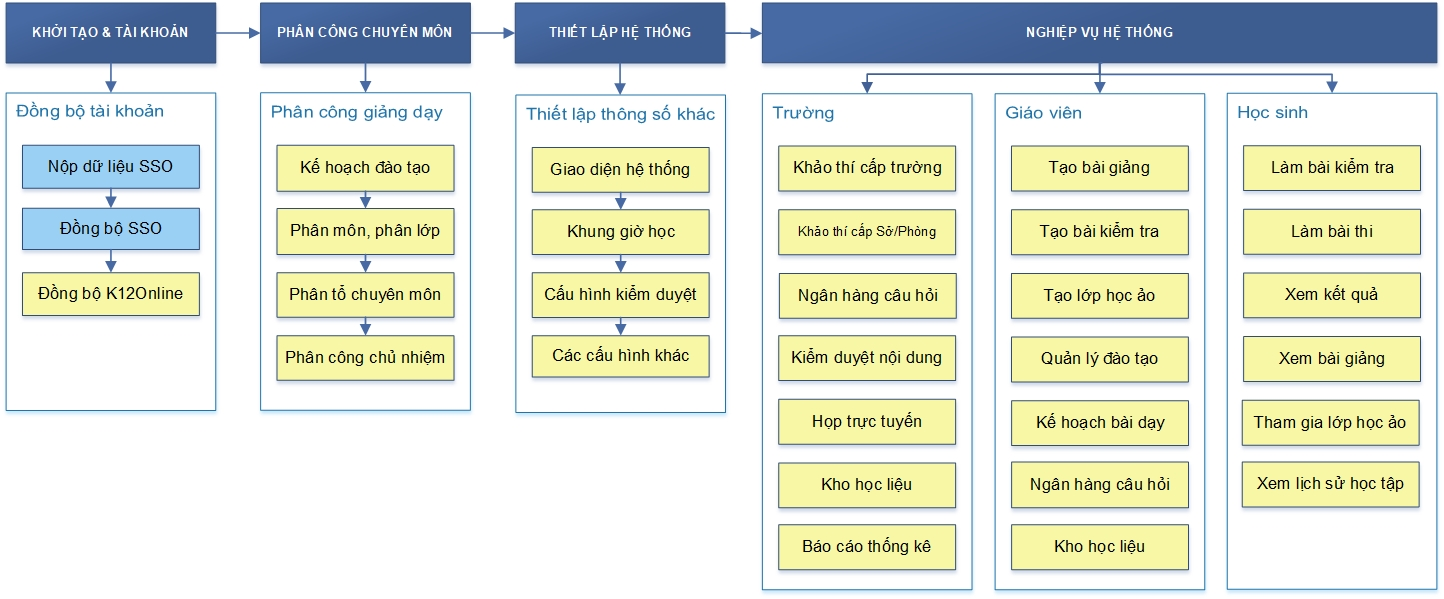 KHỞI TẠO & TÀI KHOẢN
PHÂN CÔNG CHUYÊN MÔN
THIẾT LẬP HỆ THỐNG
NGHIỆP VỤ HỆ THỐNG
Đồng bộ tài khoản
Nộp dữ liệu SSO
Đồng bộ SSO
Đồng bộ K12Online
Phân công giảng dạy
Kế hoạch đào tạo
Phân môn, phân lớp
Phân tổ chuyên môn
Phân công chủ nhiệm
Thiết lập thông số khác
Giao diện hệ thống
Khung giờ học
Cấu hình kiểm duyệt
Các cấu hình khác
Trường
Khảo thí cấp trường
Khảo thí cấp Sở/Phòng
Ngân hàng câu hỏi
Kiểm duyệt nội dung
Họp trực tuyến
Kho học liệu
Báo cáo thống kê
Giáo viên
Tạo bài giảng
Tạo bài kiểm tra
Tạo lớp học ảo
Quản lý đào tạo
Kế hoạch bài dạy
Ngân hàng câu hỏi
Kho học liệu
Học sinh
Làm bài kiểm tra
Làm bài thi
Xem kết quả
Xem bài giảng
Tham gia lớp học ảo
Xem lịch sử học tập